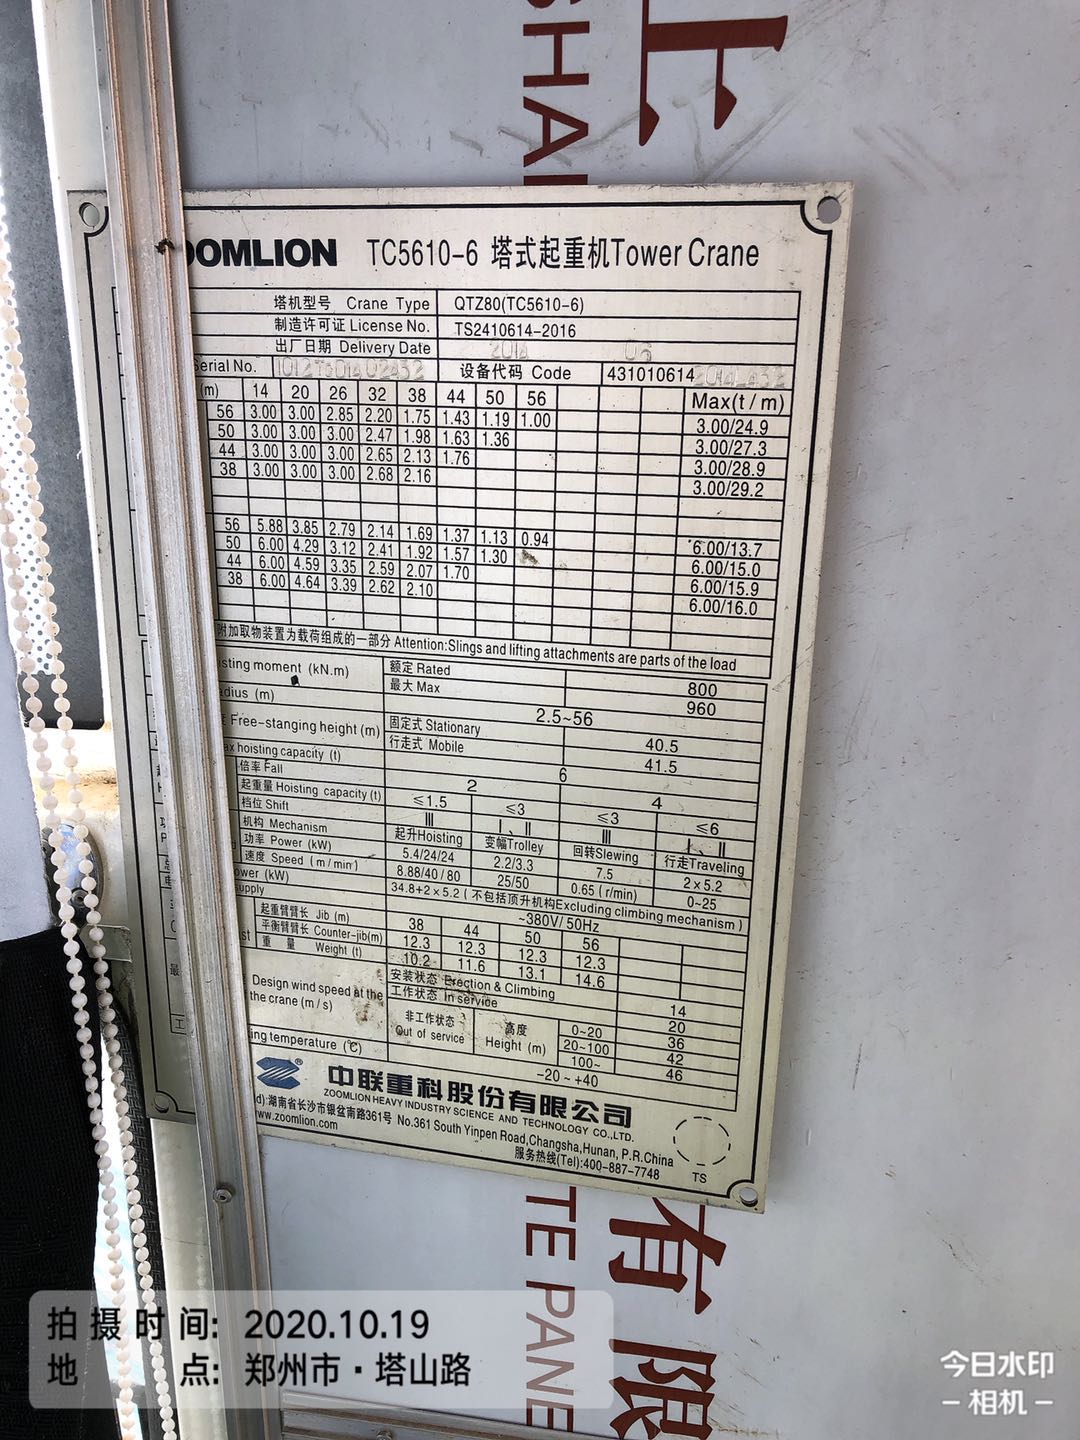 上
SHA
OOMLION TC5610-6 塔式起重机Tower Crane
塔机型号 Crane Type QTZ80(TC5610-6)
制造许可证 License No. TS2410614-2016
出厂日期 Delivery Date 2014 06
Serial No. 设备代码 Code 431010614
(m) 14 20 26 32 38 44 50 56 Max(t/m)
56 3.00 3.00 2.85 2.20 1.75 1.43 1.19 1.00 3.00/24.9
50 3.00 3.00 3.00 2.47 1.98 1.63 1.36 3.00/27.3
44 3.00 3.00 3.00 2.65 2.13 1.76 3.00/28.9
38 3.00 3.00 3.00 2.68 2.16 3.00/29.2
56 5.88 3.85 2.79 2.14 1.69 1.37 1.13 0.94 6.00/13.7
50 6.00 4.29 3.12 2.41 1.92 1.57 1.30 6.00/15.0
44 6.00 4.59 3.35 2.59 2.07 1.70 6.00/15.9
38 6.00 4.64 3.39 2.62 2.10 6.00/16.0
附加取物装置为载荷组成的一部分 Attention:Slings and lifting attachments are parts of the load
isting moment (kN.m) 额定 Rated 800
最大 Max 960
adius (m) 2.5~56
度 Free-stanging height (m) 固定式 Stationary 40.5
行走式 Mobile 41.5
ax hoisting capacity (t) 6
倍率 Fall 2 4
起重量 Hoisting capacity (t) ≤1.5 ≤3 ≤3 ≤6
档位 Shift Ⅲ Ⅰ、Ⅱ Ⅲ Ⅰ、Ⅱ
机构 Mechanism 起升Hoisting 变幅Trolley 回转Slewing 行走Traveling
功率 Power (kW) 5.4/24/24 2.2/3.3 7.5 2×5.2
速度 Speed (m/min) 8.88/40/80 25/50 0.65 (r/min) 0~25
ower (kW) 34.8+2×5.2 (不包括顶升机构Excluding climbing mechanism)
supply ~380V/50Hz
起重臂臂长 Jib (m) 38 44 50 56
平衡臂臂长 Counter-jib(m) 12.3 12.3 12.3 12.3
重量 Weight (t) 10.2 11.6 13.1 14.6
Design wind speed at the the crane (m/s) 安装状态 Erection & Climbing 14
工作状态 In service 20
非工作状态 Out of service 高度 Height (m) 0~20 36
20~100 42
100~ 46
ing temperature (℃) -20~+40
中联重科股份有限公司
ZOOMLION HEAVY INDUSTRY SCIENCE AND TECHNOLOGY CO.,LTD.
d):湖南省长沙市银盆南路361号 No.361 South Yinpen Road,Changsha,Hunan, P.R.China
www.zoomlion.com 服务热线(Tel):400-887-7748
TS
有限
TE PANE
拍摄时间: 2020.10.19
地点: 郑州市·塔山路
今日水印
-相机-